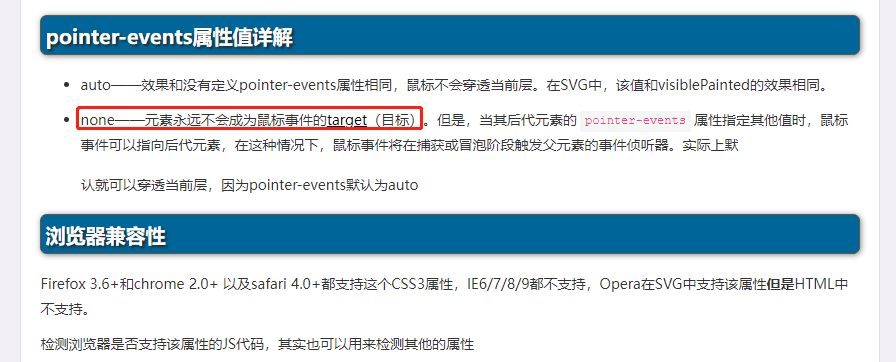 pointer-events属性值详解
auto——效果和没有定义pointer-events属性相同，鼠标不会穿透当前层。在SVG中，该值和visiblePainted的效果相同。
none——元素永远不会成为鼠标事件的target（目标）。但是，当其后代元素的 pointer-events 属性指定其他值时，鼠标
事件可以指向后代元素，在这种情况下，鼠标事件将在捕获或冒泡阶段触发父元素的事件侦听器。实际上默
认就可以穿透当前层，因为pointer-events默认为auto
浏览器兼容性
Firefox 3.6+和chrome 2.0+ 以及safari 4.0+都支持这个CSS3属性，IE6/7/8/9都不支持，Opera在SVG中支持该属性但是HTML中
不支持。
检测浏览器是否支持该属性的JS代码，其实也可以用来检测其他的属性